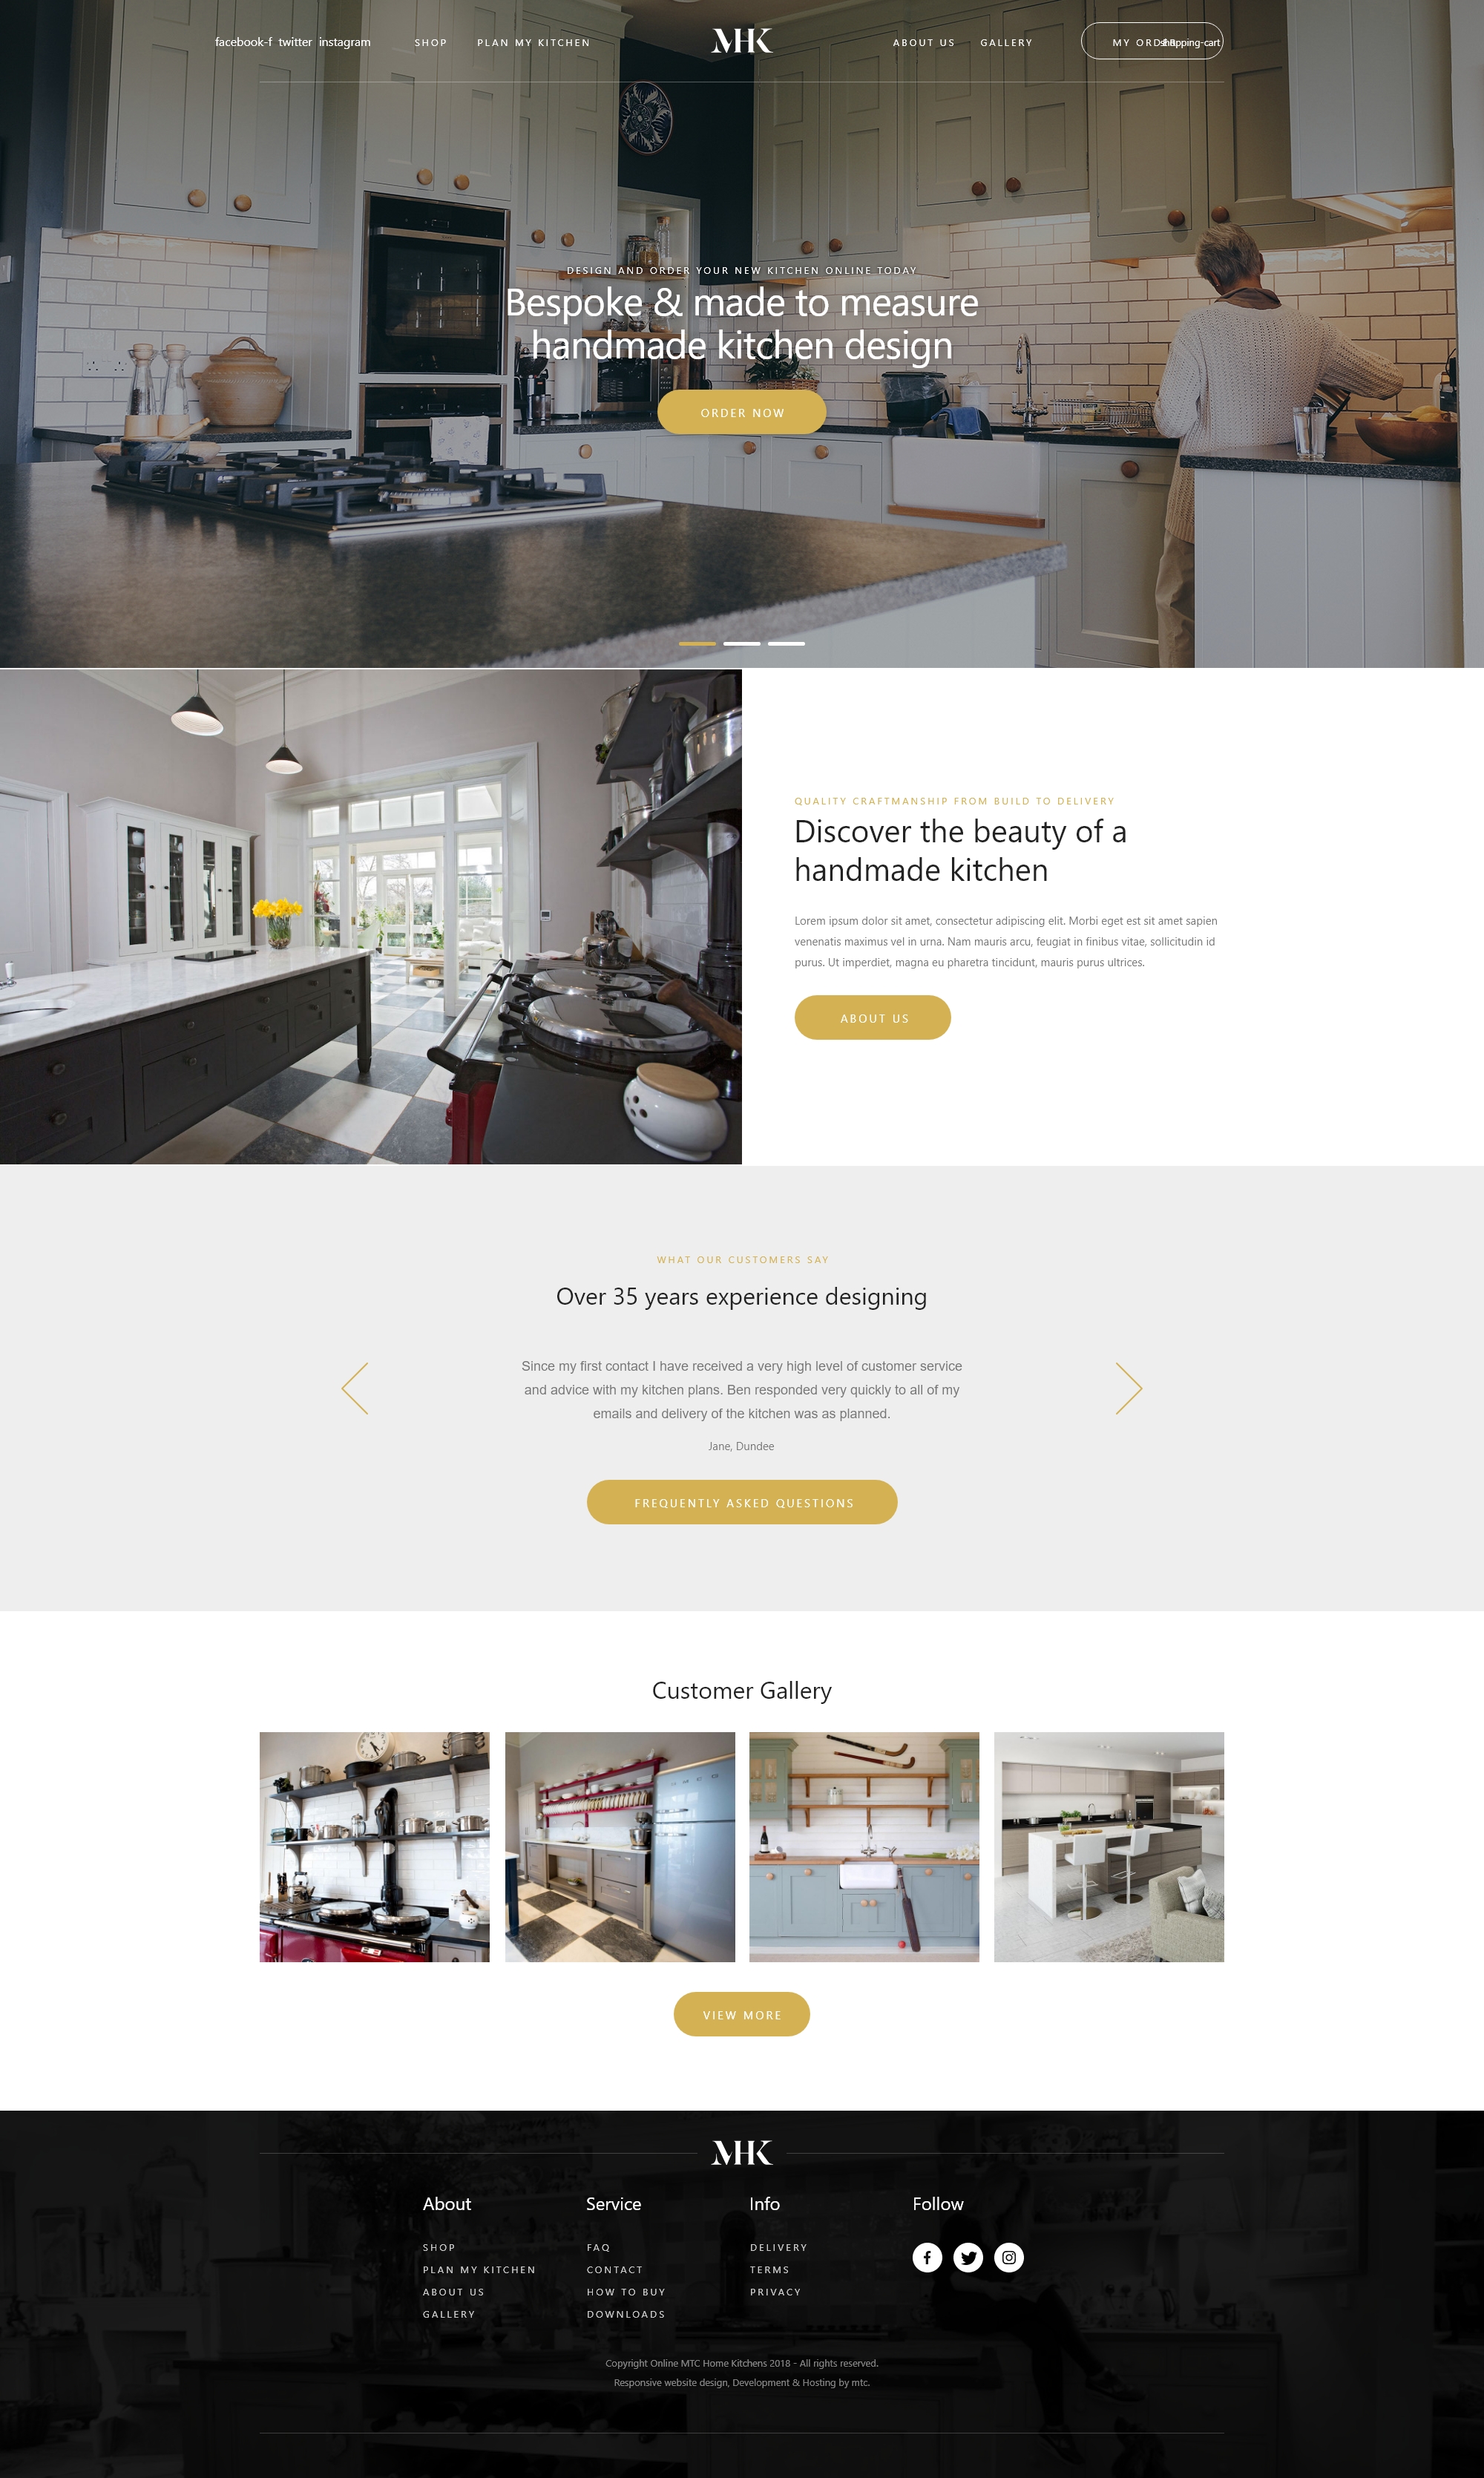 facebook-f twitter instagram SHOP PLAN MY KITCHEN MHK ABOUT US GALLERY MY ORDER shopping-cart
DESIGN AND ORDER YOUR NEW KITCHEN ONLINE TODAY
Bespoke & made to measure
handmade kitchen design
ORDER NOW
QUALITY CRAFTMANSHIP FROM BUILD TO DELIVERY
Discover the beauty of a
handmade kitchen
Lorem ipsum dolor sit amet, consectetur adipiscing elit. Morbi eget est sit amet sapien
venenatis maximus vel in urna. Nam mauris arcu, feugiat in finibus vitae, sollicitudin id
purus. Ut imperdiet, magna eu pharetra tincidunt, mauris purus ultrices.
ABOUT US
WHAT OUR CUSTOMERS SAY
Over 35 years experience designing
Since my first contact I have received a very high level of customer service
and advice with my kitchen plans. Ben responded very quickly to all of my
emails and delivery of the kitchen was as planned.
Jane, Dundee
FREQUENTLY ASKED QUESTIONS
Customer Gallery
VIEW MORE
MHK
About
SHOP
PLAN MY KITCHEN
ABOUT US
GALLERY
Service
FAQ
CONTACT
HOW TO BUY
DOWNLOADS
Info
DELIVERY
TERMS
PRIVACY
Follow
Copyright Online MTC Home Kitchens 2018 - All rights reserved.
Responsive website design, Development & Hosting by mtc.